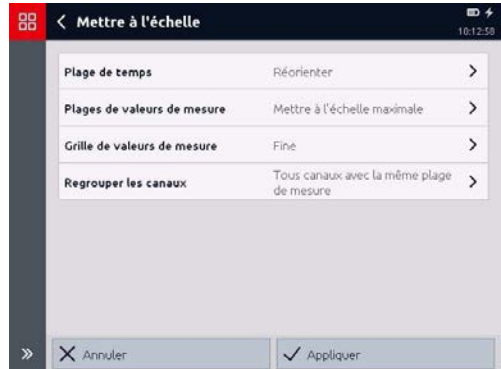 Mettre à l'échelle
10:12:58
Plage de temps Réorienter
Plages de valeurs de mesure Mettre à l'échelle maximale
Grille de valeurs de mesure Fine
Regrouper les canaux Tous canaux avec la même plage
de mesure
Annuler Appliquer